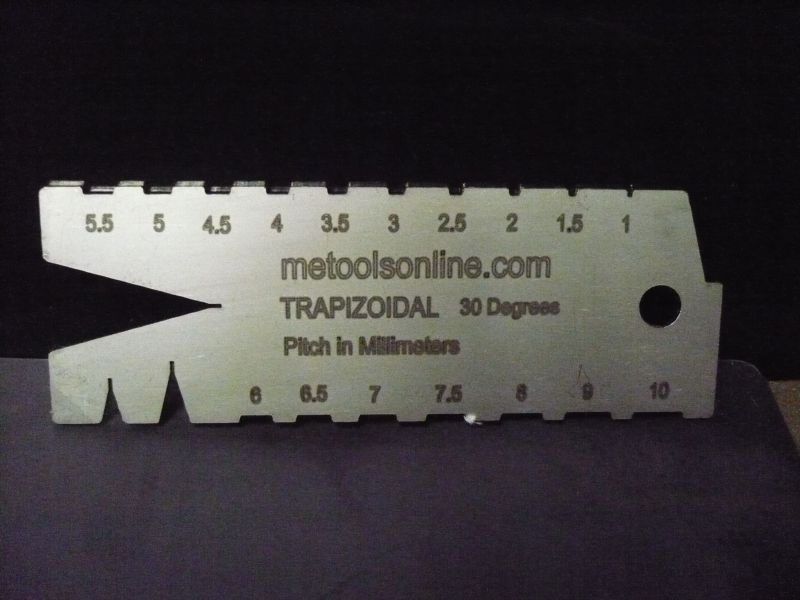 5.5 5 4.5 4 3.5 3 2.5 2 1.5 1
metoolsonline.com
TRAPIZOIDAL 30 Degrees
Pitch in Millimeters
6 6.5 7 7.5 8 9 10